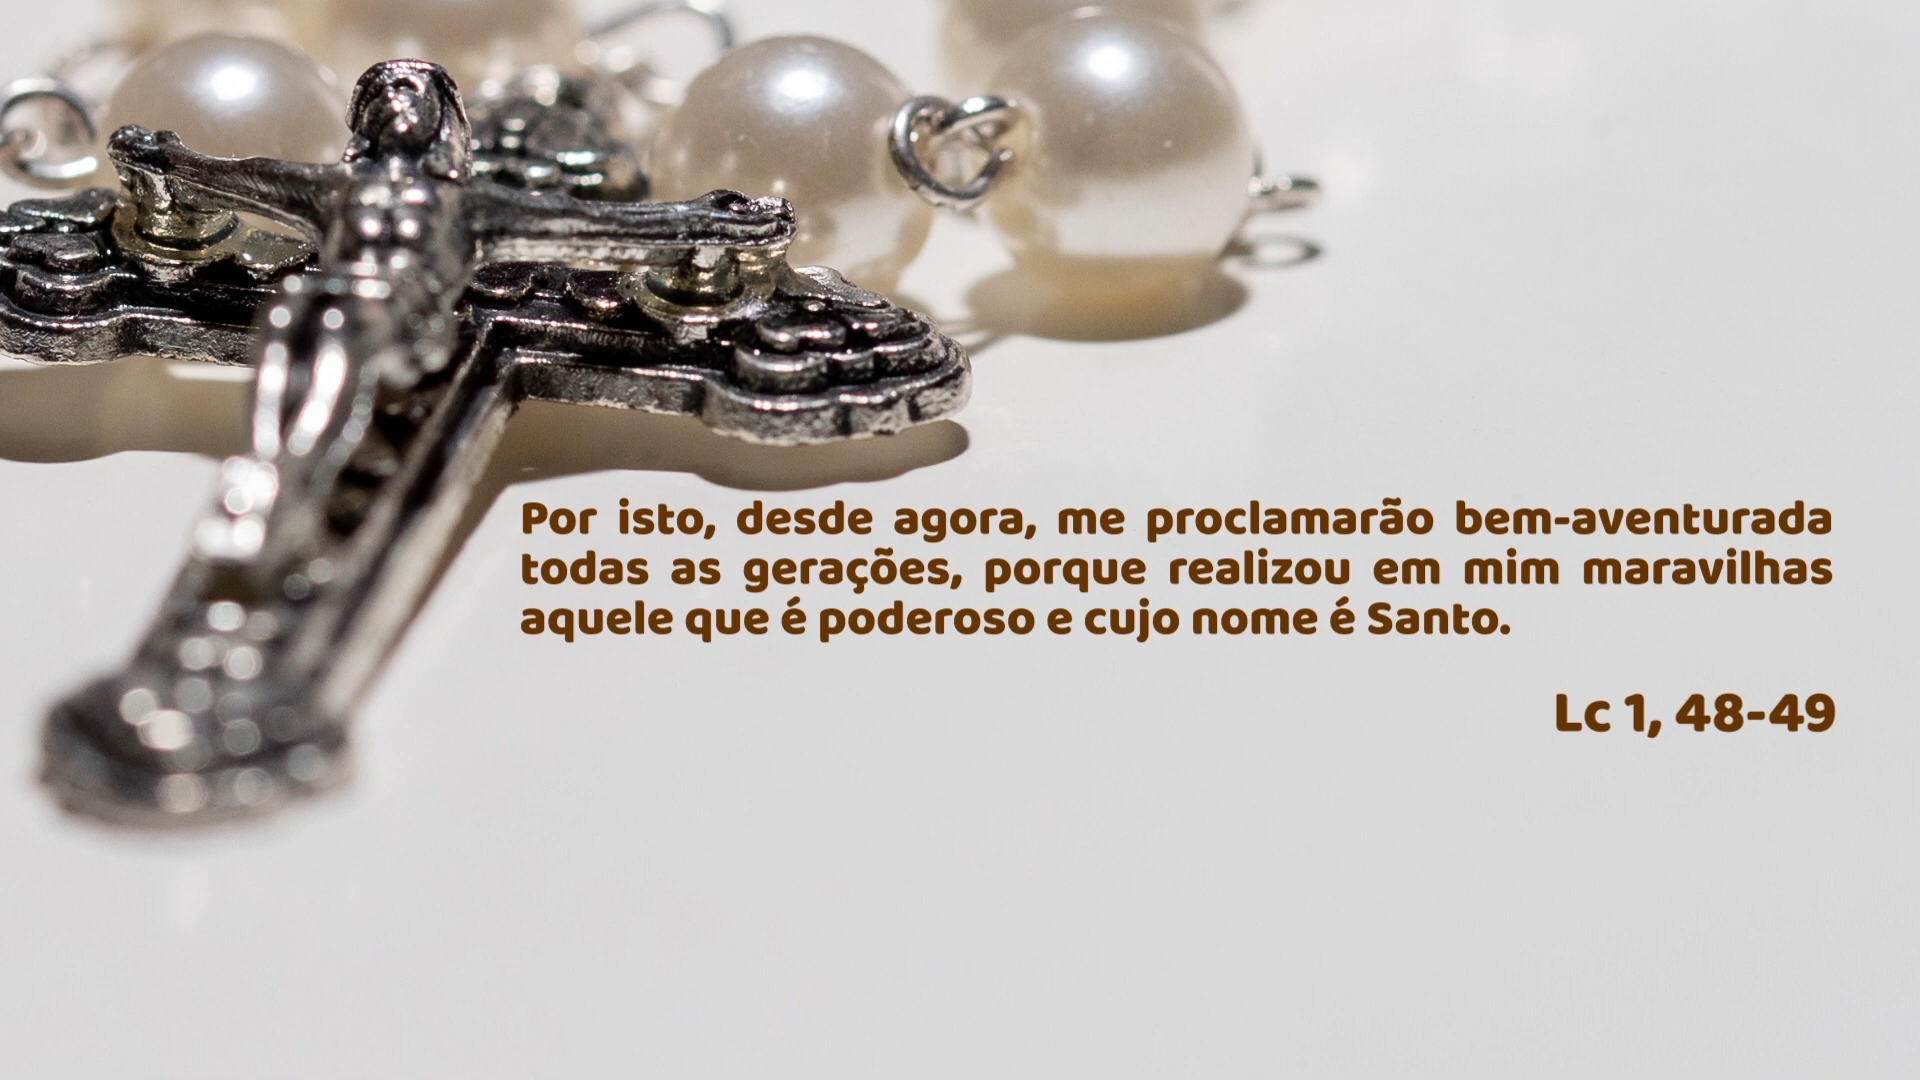 Por isto, desde agora, me proclamarão bem-aventurada
todas as gerações, porque realizou em mim maravilhas
aquele que é poderoso e cujo nome é Santo.
Lc 1, 48-49